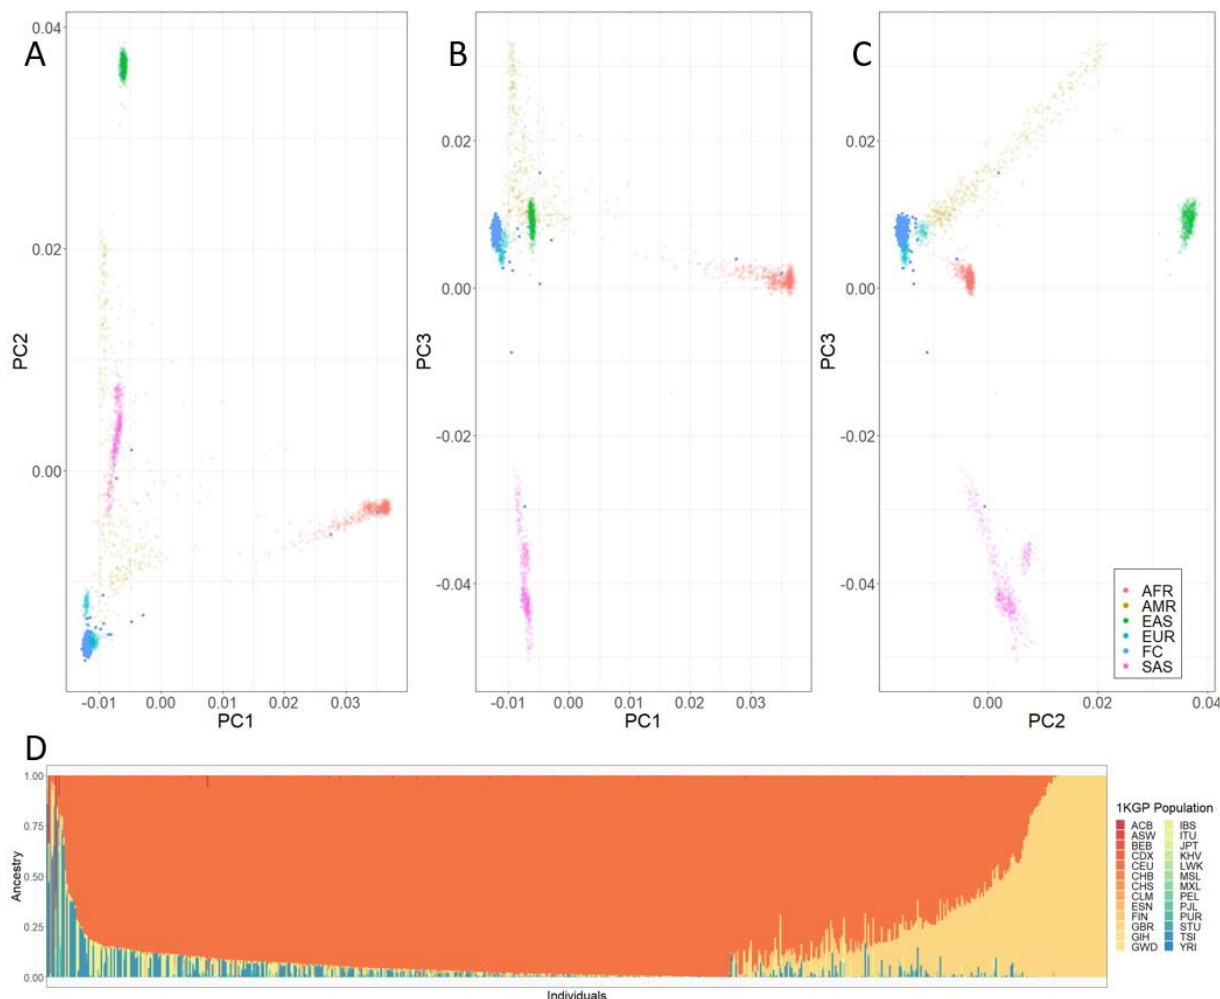 A
B
C
0.04
0.02
0.00
PC2
-0.01 0.00 0.01 0.02 0.03
PC1
0.02
0.00
-0.02
-0.04
PC3
-0.01 0.00 0.01 0.02 0.03
PC1
0.02
0.00
-0.02
-0.04
PC3
0.00 0.02 0.04
PC2
AFR
AMR
EAS
EUR
FC
SAS
D
1.00
0.75
0.50
0.25
0.00
Ancestry
Individuals
1KGP Population
ACB IBS
ASW ITU
BEB JPT
CDX KHV
CEU LWK
CHB MSL
CHS MXL
CLM PEL
ESN PJL
FIN PUR
GBR STU
GIH TSI
GWD YRI